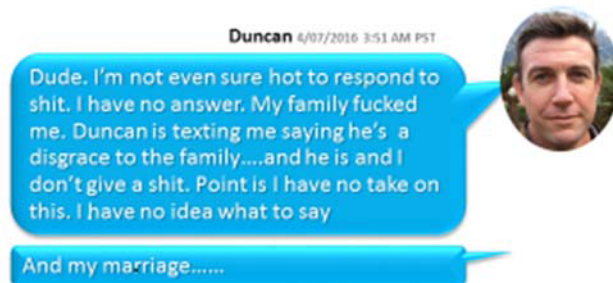 Duncan 4/07/2016 3:51 AM PST
Dude. I'm not even sure hot to respond to
shit. I have no answer. My family fucked
me. Duncan is texting me saying he's a
disgrace to the family....and he is and I
don't give a shit. Point is I have no take on
this. I have no idea what to say
And my marriage......